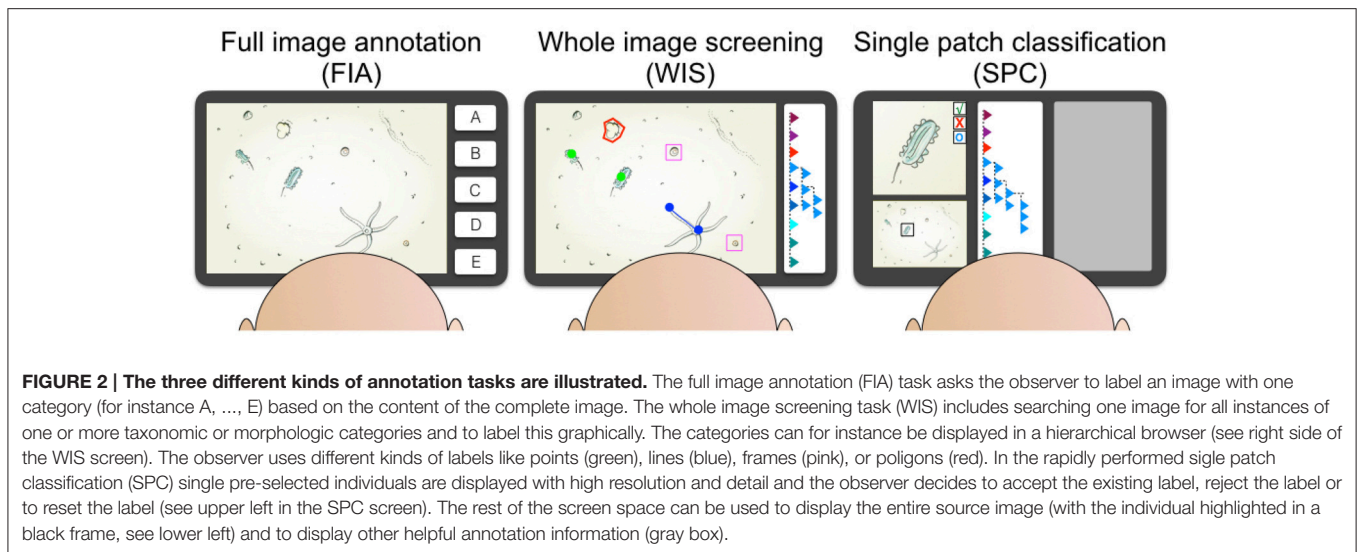 Full image annotation
(FIA)
Whole image screening
(WIS)
Single patch classification
(SPC)
A
B
C
D
E
√
X
O
FIGURE 2 | The three different kinds of annotation tasks are illustrated. The full image annotation (FIA) task asks the observer to label an image with one
category (for instance A, ..., E) based on the content of the complete image. The whole image screening task (WIS) includes searching one image for all instances of
one or more taxonomic or morphologic categories and to label this graphically. The categories can for instance be displayed in a hierarchical browser (see right side of
the WIS screen). The observer uses different kinds of labels like points (green), lines (blue), frames (pink), or poligons (red). In the rapidly performed sigle patch
classification (SPC) single pre-selected individuals are displayed with high resolution and detail and the observer decides to accept the existing label, reject the label or
to reset the label (see upper left in the SPC screen). The rest of the screen space can be used to display the entire source image (with the individual highlighted in a
black frame, see lower left) and to display other helpful annotation information (gray box).